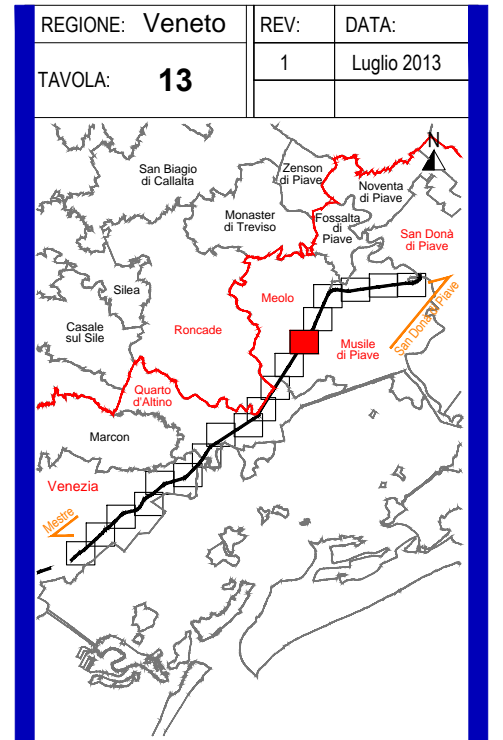 REGIONE: Veneto
REV:
DATA:
TAVOLA: 13
1
Luglio 2013
N
San Biagio
di Callalta
Zenson
di Piave
Noventa
di Piave
Monaster
di Treviso
Fossalta
di
Piave
San Donà
di Piave
Silea
Meolo
Casale
sul Sile
Roncade
Musile
di Piave
San Donà di Piave
Quarto
d'Altino
Marcon
Venezia
Mestre